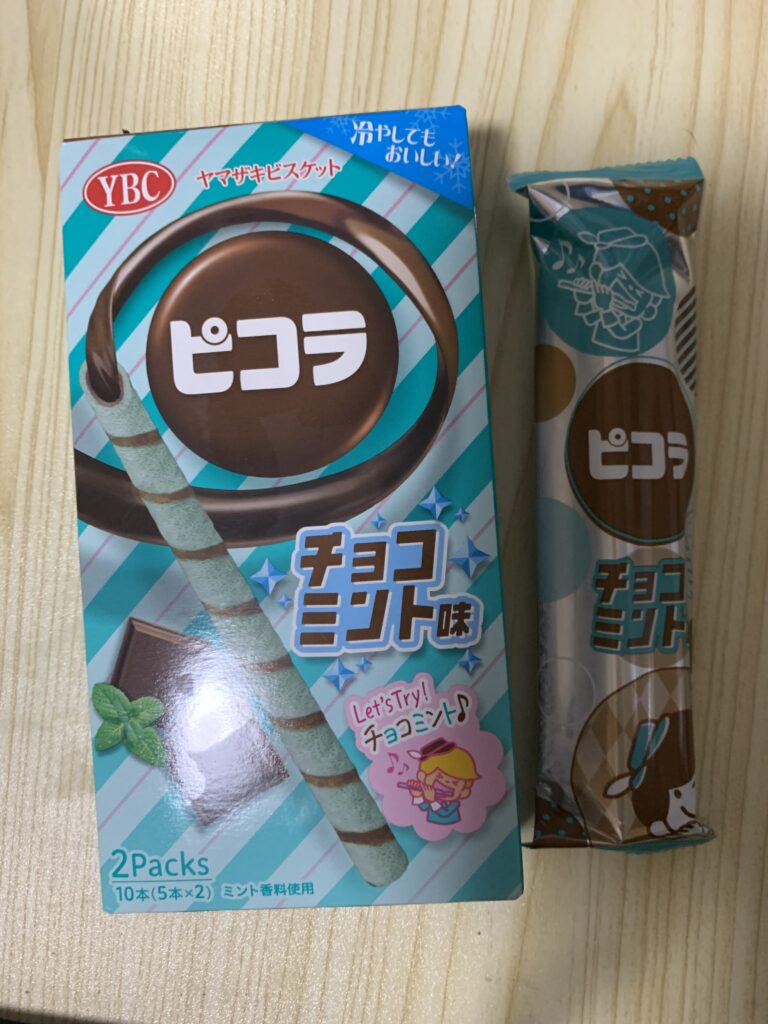 冷やしても
おいしい!
YBC
ヤマザキビスケット
ピコラ
チョコ
ミント味
Let'sTry!
チョコミント♪
2Packs
10本(5本×2) ミント香料使用
ピコラ
チョコ
ミント